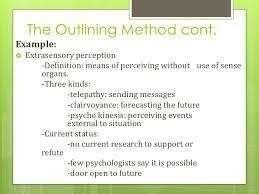 The Outlining Method cont.
Example:
Extrasensory perception
-Definition: means of perceiving without use of sense
organs.
-Three kinds:
-telepathy: sending messages
-clairvoyance: forecasting the future
-psycho kinesis: perceiving events
external to situation
-Current status:
-no current research to support or
refute
-few psychologists say it is possible
-door open to future